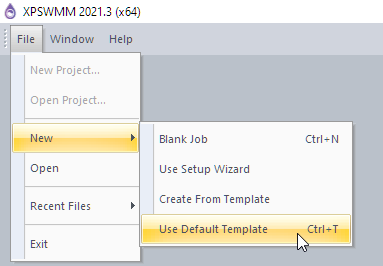 XPSWMM 2021.3 (x64)
File Window Help
New Project...
Open Project...
New
Blank Job Ctrl+N
Use Setup Wizard
Open
Create From Template
Recent Files
Use Default Template Ctrl+T
Exit